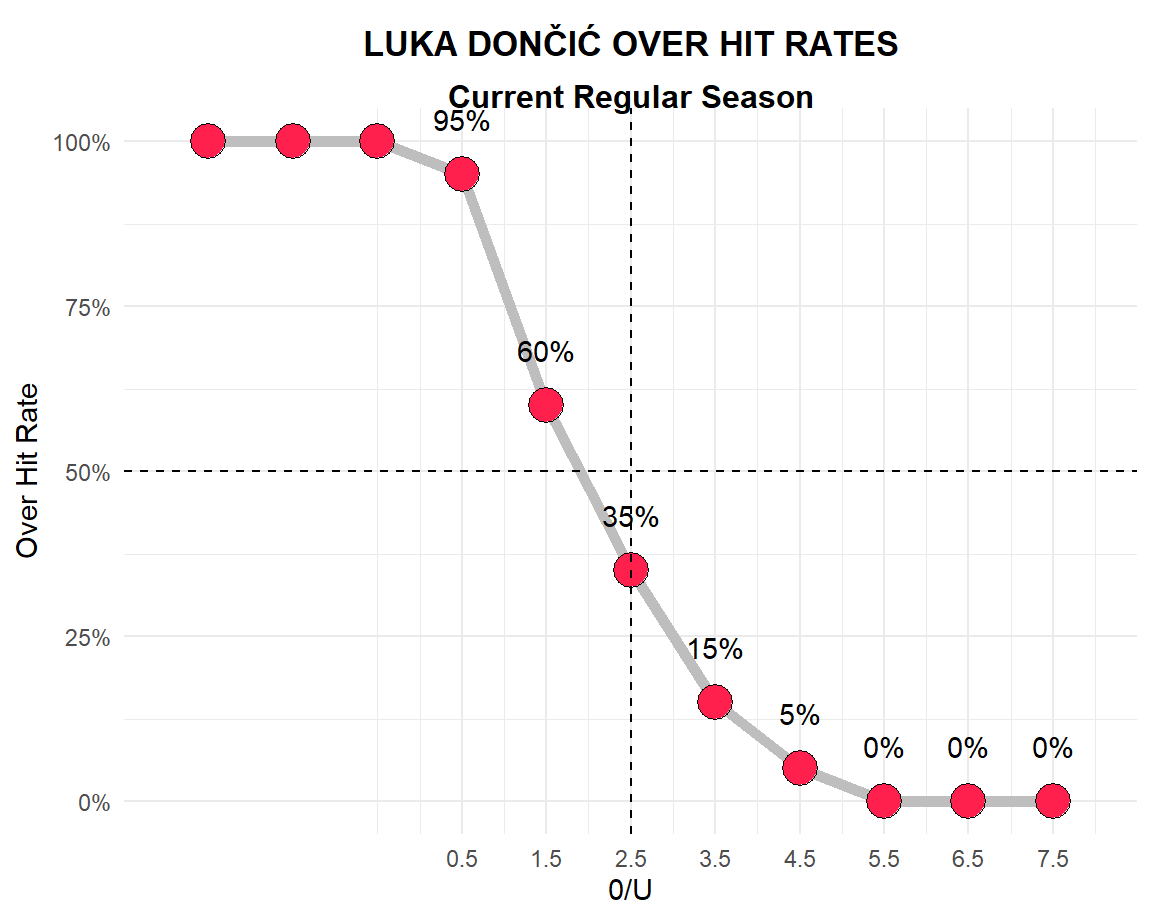 LUKA DONČIĆ OVER HIT RATES
Current Regular Season
95%
100%
75%
60%
50%
35%
25%
15%
5%
0% 0% 0%
0%
Over Hit Rate
0.5 1.5 2.5 3.5 4.5 5.5 6.5 7.5
0/U